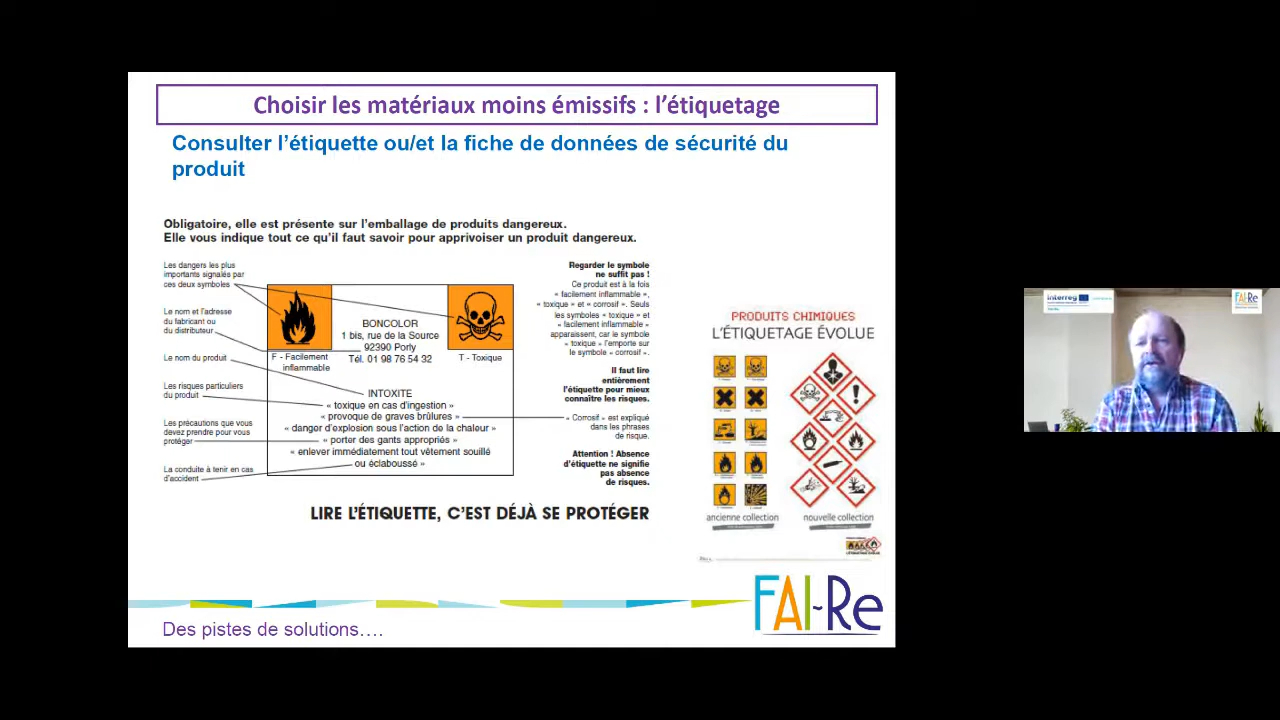 Choisir les matériaux moins émissifs : l'étiquetage
Consulter l'étiquette ou/et la fiche de données de sécurité du
produit
Obligatoire, elle est présente sur l'emballage de produits dangereux.
Elle vous indique tout ce qu'il faut savoir pour apprivoiser un produit dangereux.
Les dangers les plus
importants signalés par
ces deux symboles
Le nom et l'adresse
du fabricant ou
du distributeur
Le nom du produit
Les risques particuliers
du produit
Les précautions que vous
devez prendre pour vous
protéger
La conduite à tenir en cas
d'accident
F - Facilement
inflammable
BONCOLOR
1 bis, rue de la Source
92390 Porly
Tél. 01 98 76 54 32
T - Toxique
INTOXITE
« toxique en cas d'ingestion »
« provoque de graves brûlures »
« danger d'explosion sous l'action de la chaleur »
« porter des gants appropriés »
« enlever immédiatement tout vêtement souillé
ou éclaboussé »
Regarder le symbole
ne suffit pas !
Ce produit est à la fois
« facilement inflammable »,
« toxique » et « corrosif ». Seuls
les symboles « toxique » et
« facilement inflammable »
apparaissent, car le symbole
« toxique » l'emporte sur
le symbole « corrosif ».
Il faut lire
entièrement
l'étiquette pour mieux
connaître les risques.
« Corrosif » est expliqué
dans les phrases
de risque.
Attention ! Absence
d'étiquette ne signifie
pas absence
de risques.
LIRE L'ÉTIQUETTE, C'EST DÉJÀ SE PROTÉGER
PRODUITS CHIMIQUES
L'ÉTIQUETAGE ÉVOLUE
ancienne collection
nouvelle collection
FAI~Re
Des pistes de solutions....
Interreg
FAI-Re